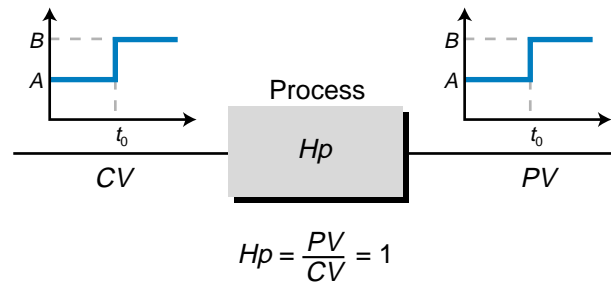 B
A
t₀
B
A
t₀
Process
Hp
CV
PV
Hp = PV/CV = 1